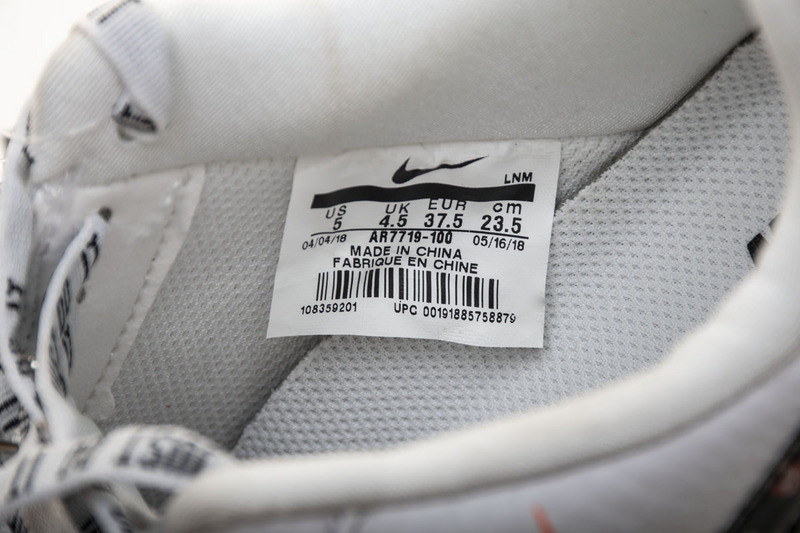 LNM
US UK EUR cm
5 4.5 37.5 23.5
04/04/18 AR7719-100 05/16/18
MADE IN CHINA
FABRIQUE EN CHINE
108359201 UPC 00191885758879